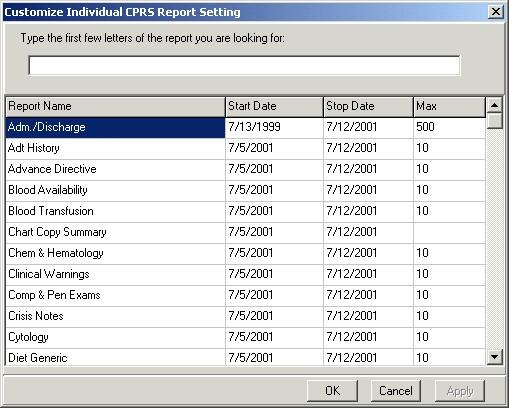 Customize Individual CPRS Report Setting
Type the first few letters of the report you are looking for:
Report Name Start Date Stop Date Max
Adm./Discharge 7/13/1999 7/12/2001 500
Adt History 7/5/2001 7/12/2001 10
Advance Directive 7/5/2001 7/12/2001 10
Blood Availability 7/5/2001 7/12/2001 10
Blood Transfusion 7/5/2001 7/12/2001 10
Chart Copy Summary 7/5/2001 7/12/2001
Chem & Hematology 7/5/2001 7/12/2001 10
Clinical Warnings 7/5/2001 7/12/2001 10
Comp & Pen Exams 7/5/2001 7/12/2001 10
Crisis Notes 7/5/2001 7/12/2001 10
Cytology 7/5/2001 7/12/2001 10
Diet Generic 7/5/2001 7/12/2001 10
OK Cancel Apply